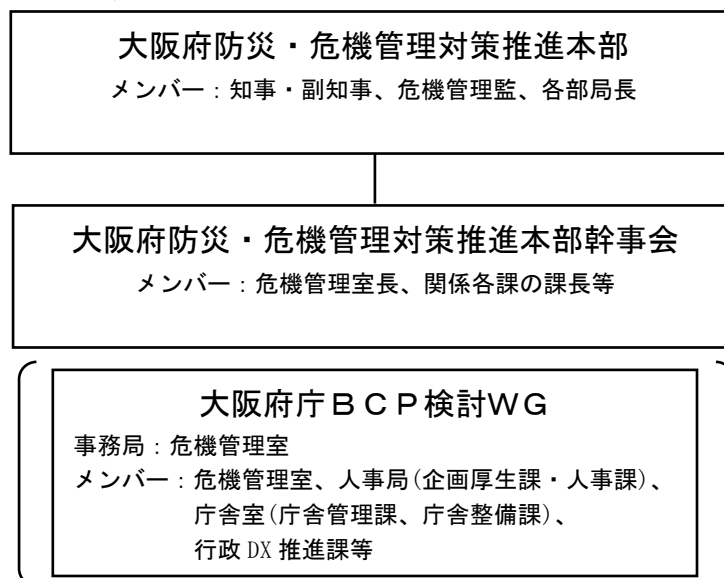 大阪府防災・危機管理対策推進本部
メンバー：知事・副知事、危機管理監、各部局長
大阪府防災・危機管理対策推進本部幹事会
メンバー：危機管理室長、関係各課の課長等
大阪府庁ＢＣＰ検討WG
事務局：危機管理室
メンバー：危機管理室、人事局(企画厚生課・人事課)、
庁舎室(庁舎管理課、庁舎整備課)、
行政 DX 推進課等